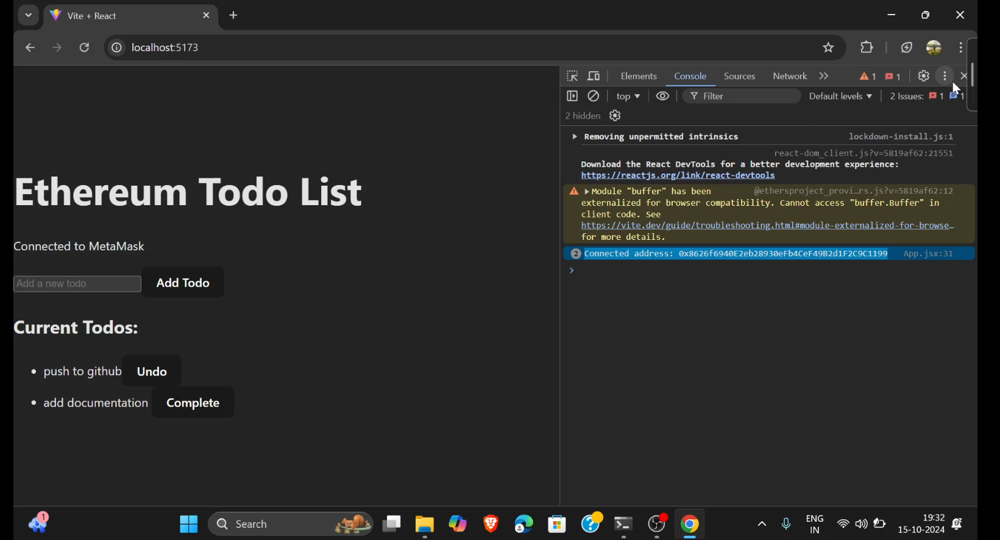 Vite + React
localhost:5173
Elements Console Sources Network 1 1
top Filter Default levels 2 Issues: 1 1
2 hidden
Removing unpermitted intrinsics lockdown-install.js:1
react-dom_client.js?v=5819af62:21551
Download the React DevTools for a better development experience:
https://reactjs.org/link/react-devtools
Module "buffer" has been @ethersproject_provi…rs.js?v=5819af62:12
externalized for browser compatibility. Cannot access "buffer.Buffer" in
client code. See
https://vite.dev/guide/troubleshooting.html#module-externalized-for-browse…
for more details.
2 Connected address: 0x8626f6940E2eb28930eFb4CeF49B2d1F2C9C1199 App.jsx:31
Ethereum Todo List
Connected to MetaMask
Add a new todo Add Todo
Current Todos:
push to github Undo
add documentation Complete
1 Search ENG 19:32
IN 15-10-2024